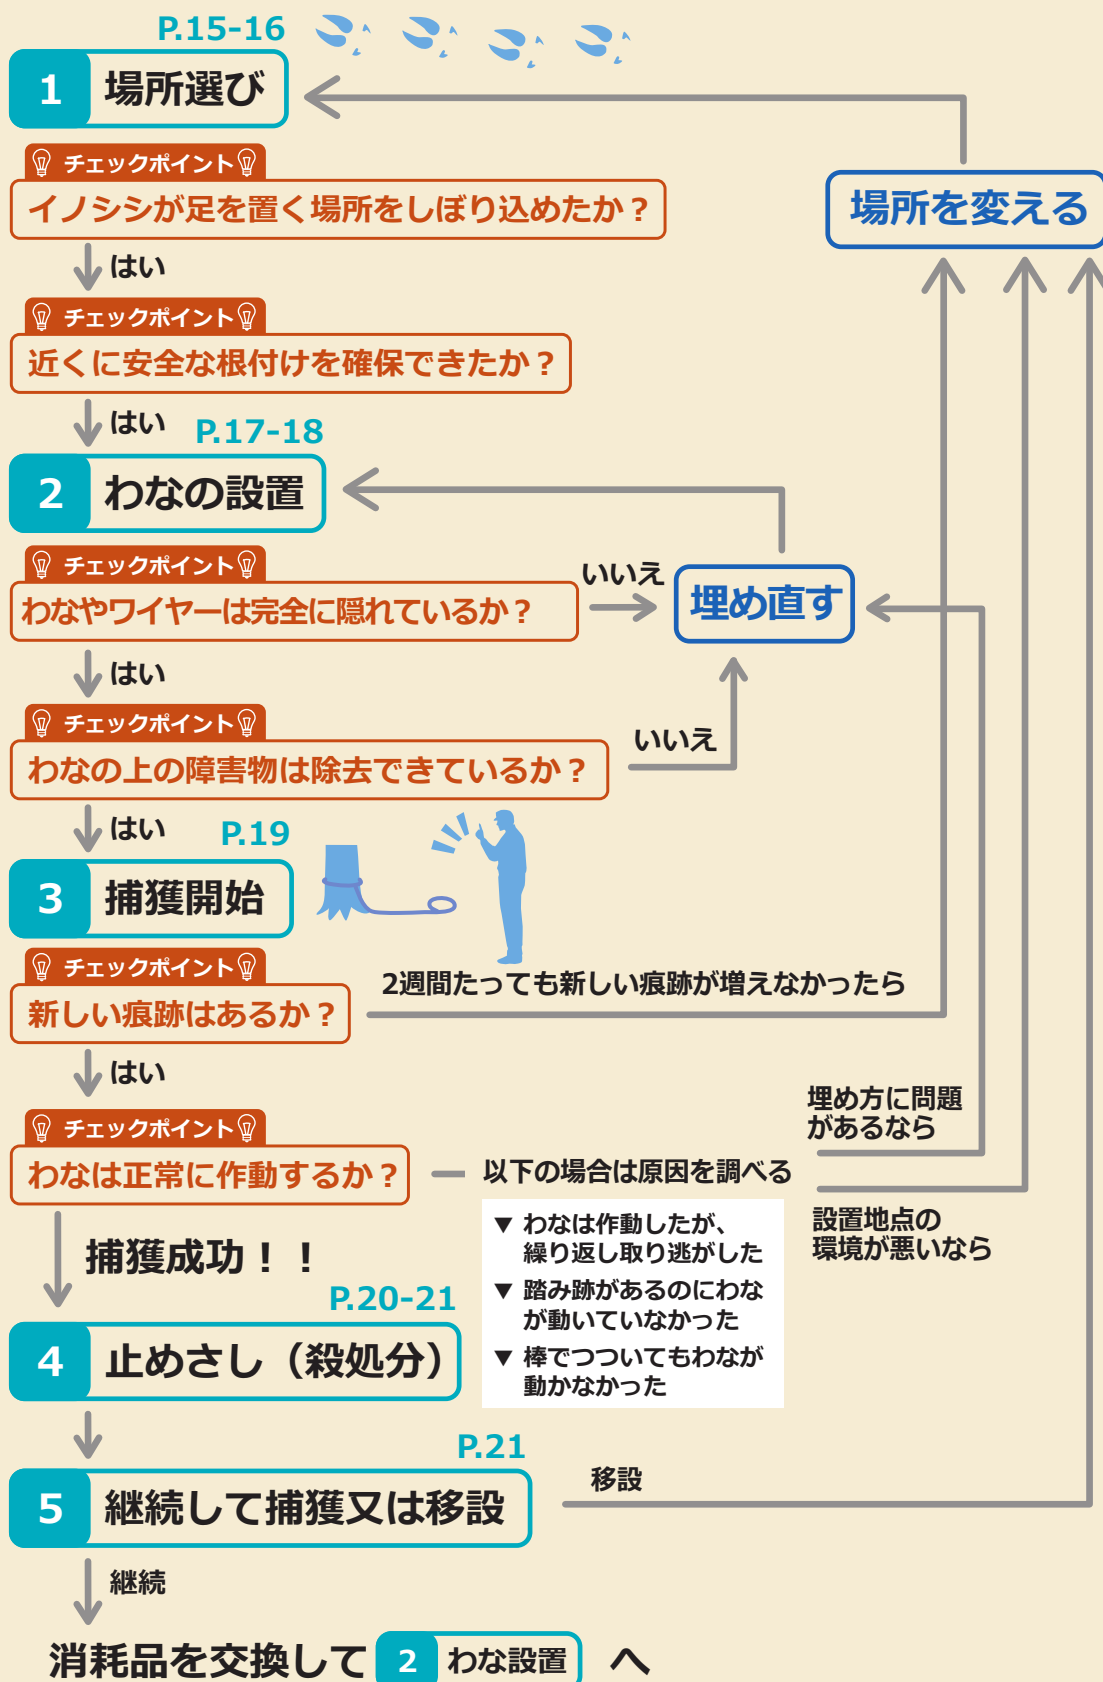 P.15-16
1 場所選び
チェックポイント
イノシシが足を置く場所をしぼり込めたか？
場所を変える
はい
チェックポイント
近くに安全な根付けを確保できたか？
はい
P.17-18
2 わなの設置
チェックポイント
わなやワイヤーは完全に隠れているか？
いいえ
埋め直す
はい
チェックポイント
わなの上の障害物は除去できているか？
いいえ
はい
P.19
3 捕獲開始
チェックポイント
新しい痕跡はあるか？
2週間たっても新しい痕跡が増えなかったら
はい
チェックポイント
わなは正常に作動するか？
以下の場合は原因を調べる
埋め方に問題
があるなら
設置地点の
環境が悪いなら
▼ わなは作動したが、
繰り返し取り逃がした
▼ 踏み跡があるのにわな
が動いていなかった
▼ 棒でつついてもわなが
動かなかった
捕獲成功！！
P.20-21
4 止めさし（殺処分）
P.21
5 継続して捕獲又は移設
移設
継続
消耗品を交換して 2 わな設置 へ